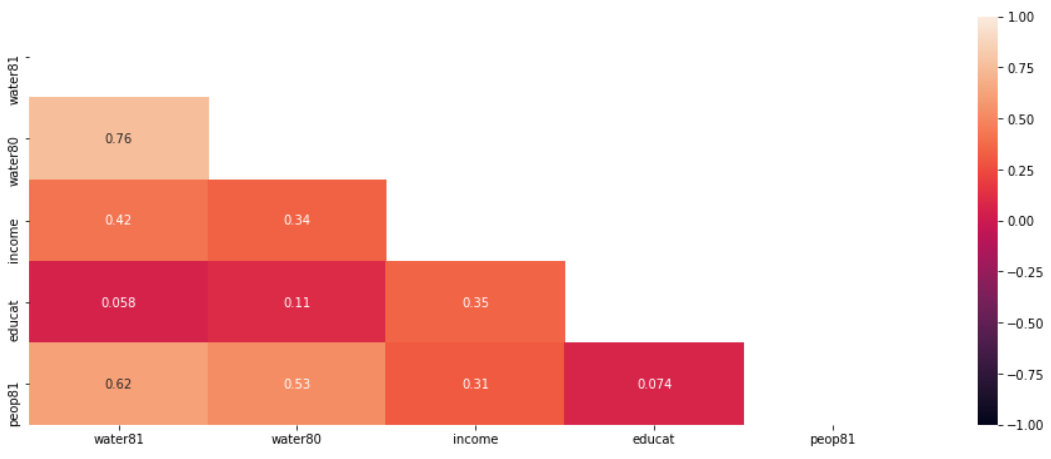 water81
water80
income
educat
peop81
0.76
0.42 0.34
0.058 0.11 0.35
0.62 0.53 0.31 0.074
water81 water80 income educat peop81
1.00
0.75
0.50
0.25
0.00
−0.25
−0.50
−0.75
−1.00